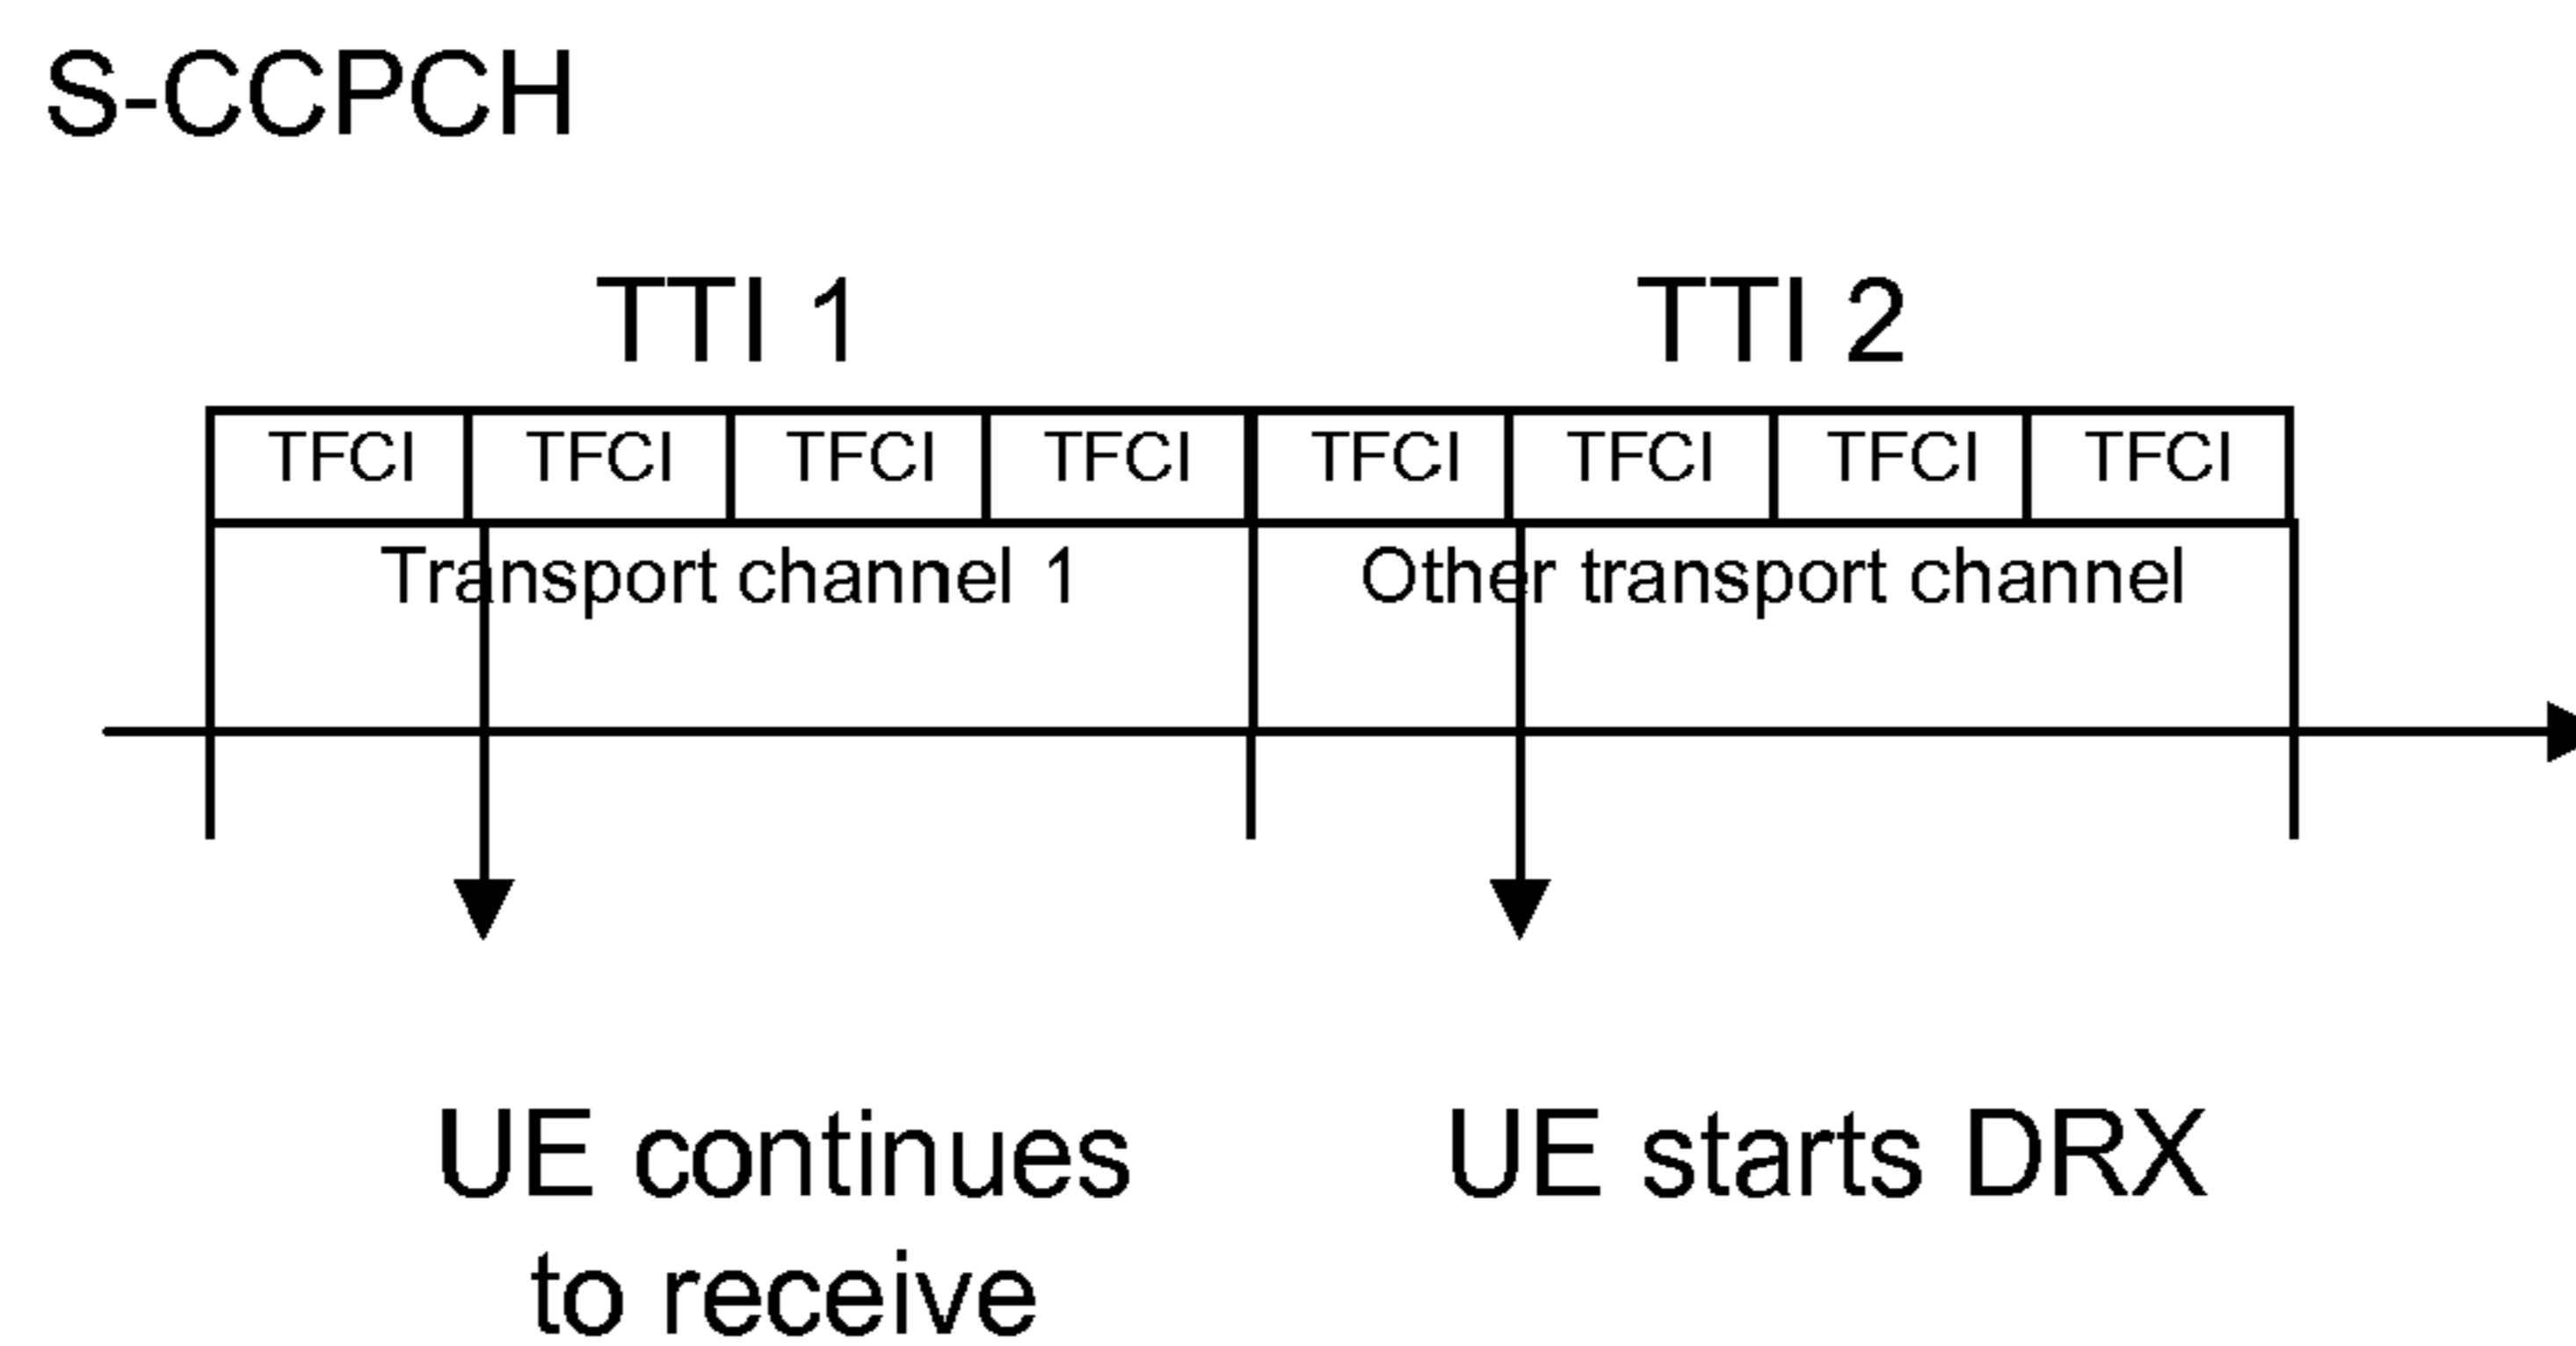 S-CCPCH
TTI 1 TTI 2
TFCI TFCI TFCI TFCI TFCI TFCI TFCI TFCI
Transport channel 1 Other transport channel
UE continues UE starts DRX
to receive